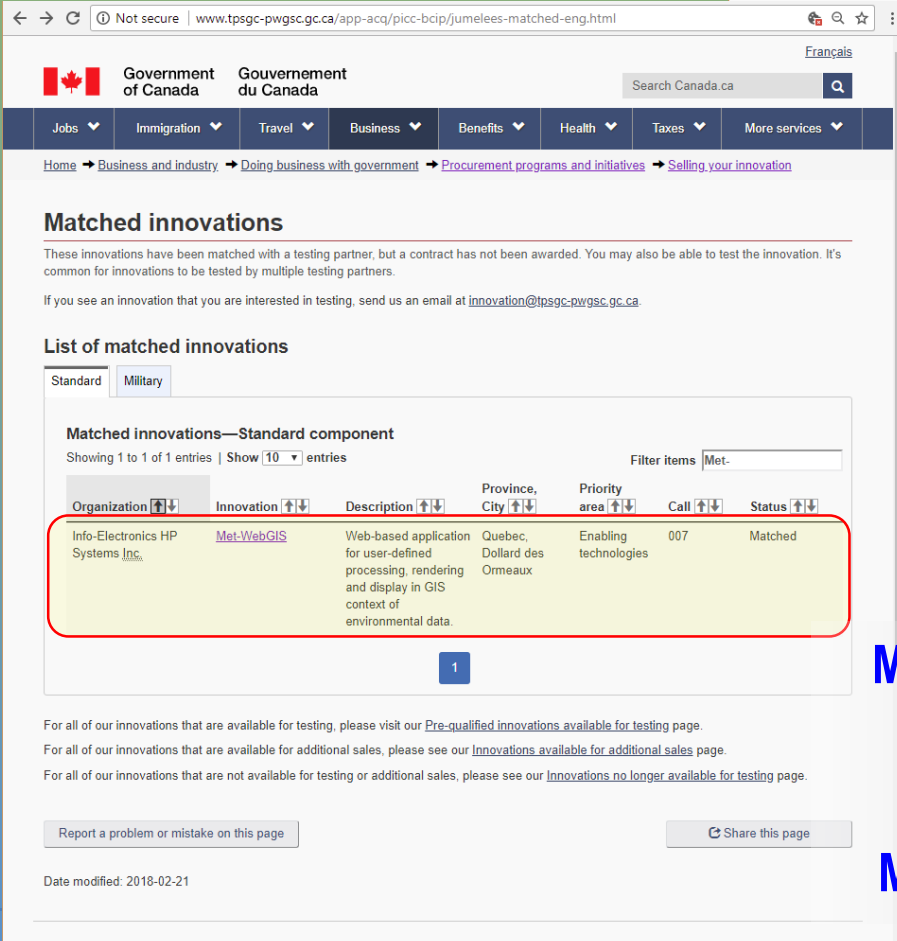 Not secure | www.tpsgc-pwgsc.gc.ca/app-acq/picc-bcip/jumelees-matched-eng.html
Français
Government of Canada
Gouvernement du Canada
Search Canada.ca
Jobs Immigration Travel Business Benefits Health Taxes More services
Home ➔ Business and industry ➔ Doing business with government ➔ Procurement programs and initiatives ➔ Selling your innovation
Matched innovations
These innovations have been matched with a testing partner, but a contract has not been awarded. You may also be able to test the innovation. It's
common for innovations to be tested by multiple testing partners.
If you see an innovation that you are interested in testing, send us an email at innovation@tpsgc-pwgsc.gc.ca.
List of matched innovations
Standard Military
Matched innovations—Standard component
Showing 1 to 1 of 1 entries | Show 10 entries
Filter items Met-
Organization Innovation Description Province, City Priority area Call Status
Info-Electronics HP Systems Inc.
Met-WebGIS
Web-based application
for user-defined
processing, rendering
and display in GIS
context of
environmental data.
Quebec,
Dollard des
Ormeaux
Enabling
technologies
007
Matched
1
For all of our innovations that are available for testing, please visit our Pre-qualified innovations available for testing page.
For all of our innovations that are available for additional sales, please see our Innovations available for additional sales page.
For all of our innovations that are not available for testing or additional sales, please see our Innovations no longer available for testing page.
Report a problem or mistake on this page
Share this page
Date modified: 2018-02-21
M
M